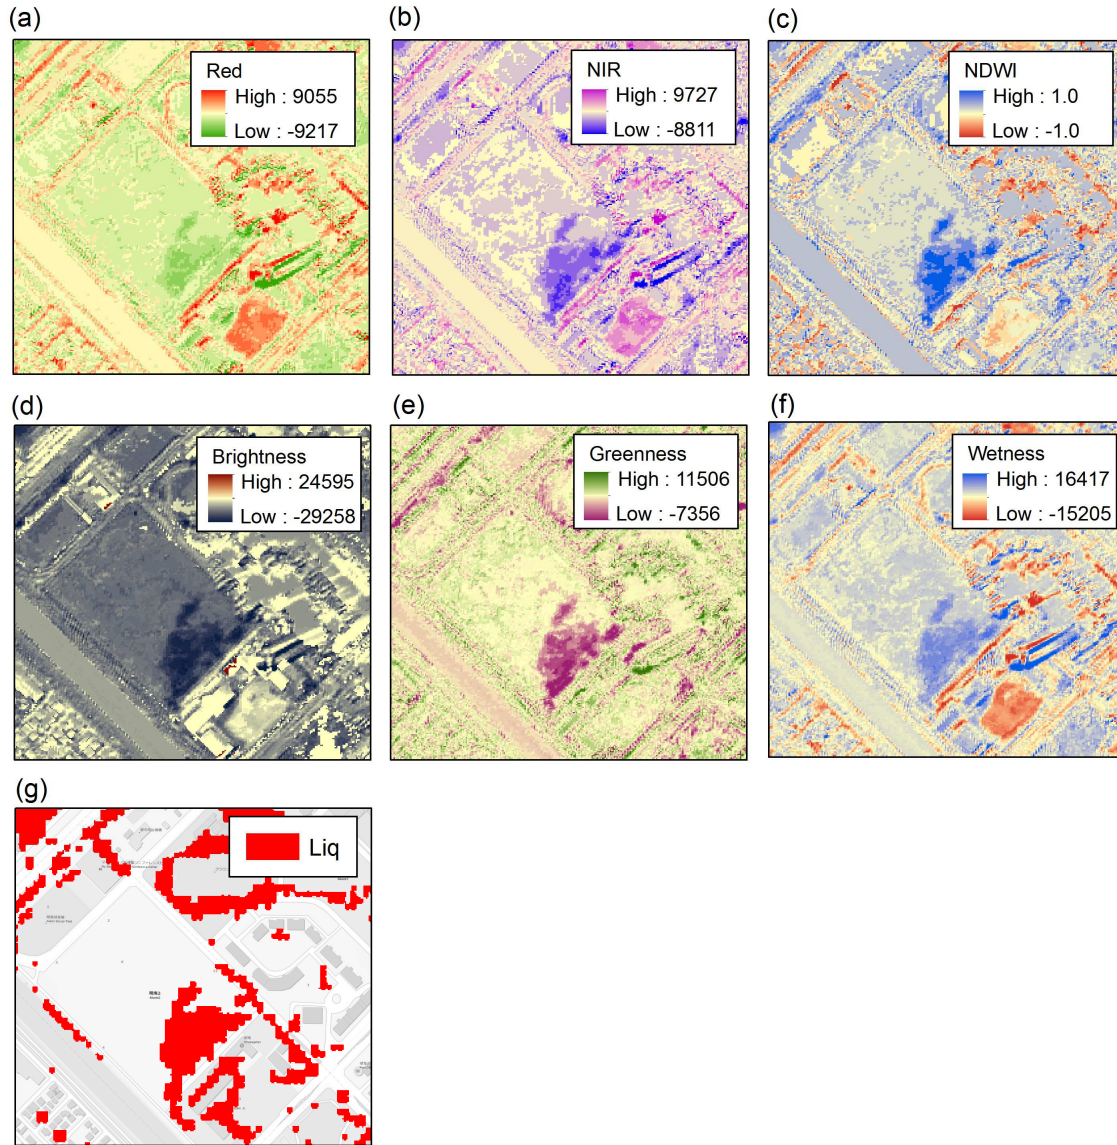 (a)
(b)
(c)
Red
High : 9055
Low : -9217
NIR
High : 9727
Low : -8811
NDWI
High : 1.0
Low : -1.0
(d)
(e)
(f)
Brightness
High : 24595
Low : -29258
Greenness
High : 11506
Low : -7356
Wetness
High : 16417
Low : -15205
(g)
Liq